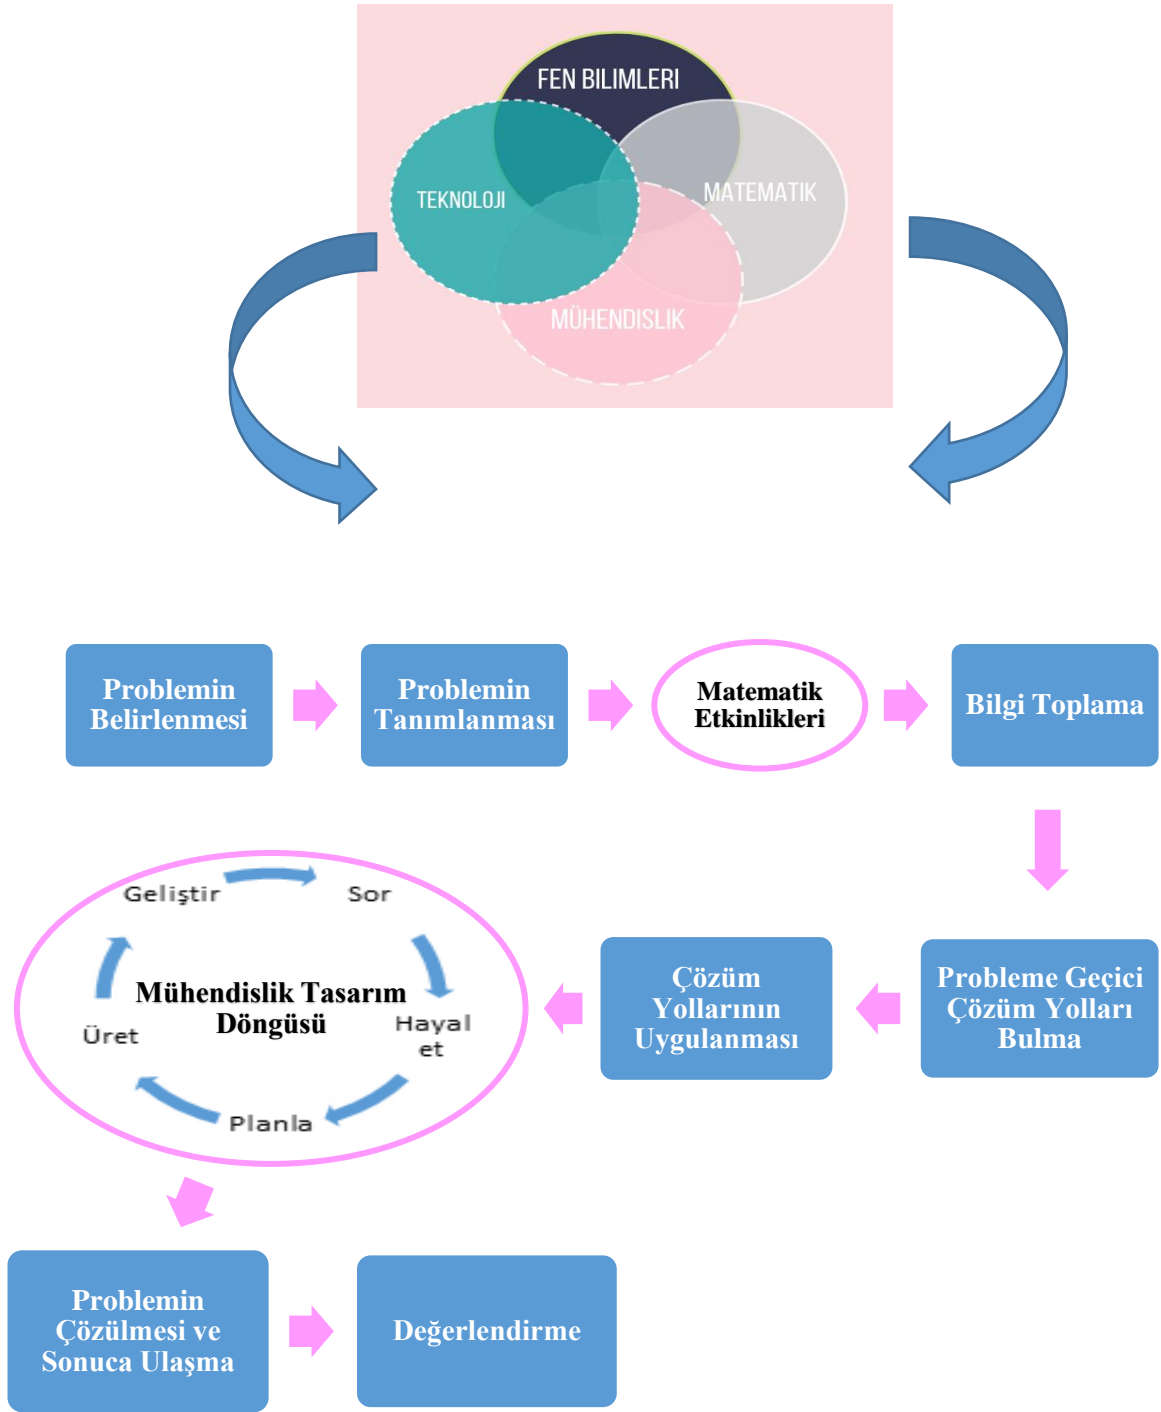 FEN BILIMLERI
TEKNOLOJI
MATEMATIK
MÜHENDISLIK
Problemin
Belirlenmesi
Problemin
Tanımlanması
Matematik
Etkinlikleri
Bilgi Toplama
Probleme Geçici
Çözüm Yolları
Bulma
Çözüm
Yollarının
Uygulanması
Mühendislik Tasarım
Döngüsü
Sor
Hayal
et
Planla
Üret
Geliştir
Problemin
Çözülmesi ve
Sonuca Ulaşma
Değerlendirme